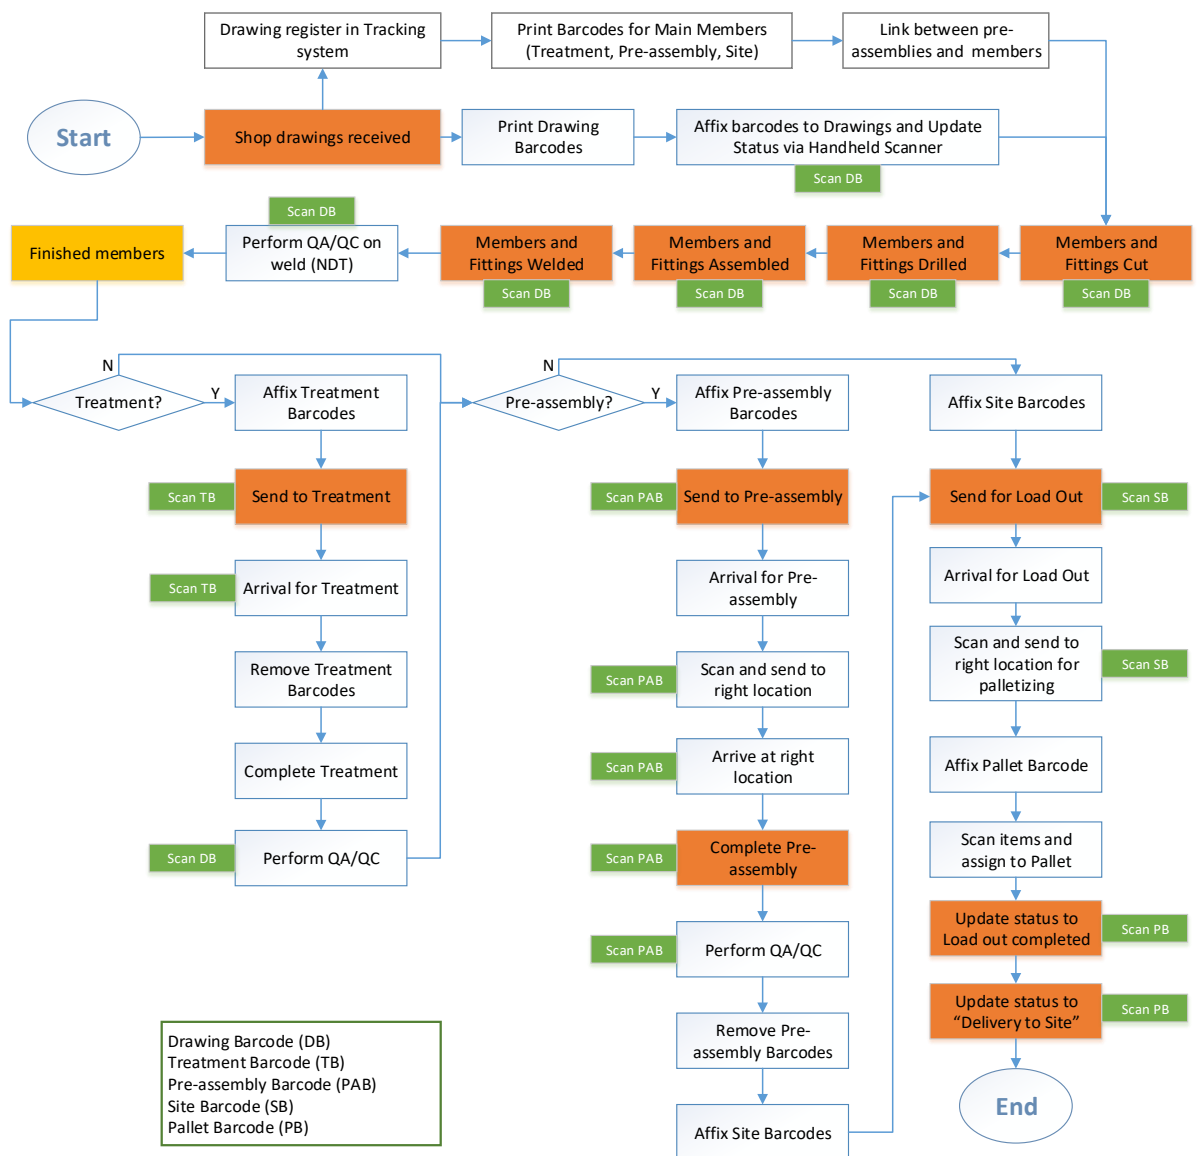 Drawing register in Tracking
system
Print Barcodes for Main Members
(Treatment, Pre-assembly, Site)
Link between pre-
assemblies and members
Start
Shop drawings received
Print Drawing
Barcodes
Affix barcodes to Drawings and Update
Status via Handheld Scanner
Scan DB
Scan DB
Finished members
Perform QA/QC on
weld (NDT)
Members and
Fittings Welded
Scan DB
Members and
Fittings Assembled
Scan DB
Members and
Fittings Drilled
Scan DB
Members and
Fittings Cut
Scan DB
Treatment?
N
Y
Affix Treatment
Barcodes
Scan TB
Send to Treatment
Scan TB
Arrival for Treatment
Remove Treatment
Barcodes
Complete Treatment
Scan DB
Perform QA/QC
Pre-assembly?
N
Y
Affix Pre-assembly
Barcodes
Scan PAB
Send to Pre-assembly
Arrival for Pre-
assembly
Scan PAB
Scan and send to
right location
Scan PAB
Arrive at right
location
Scan PAB
Complete Pre-
assembly
Scan PAB
Perform QA/QC
Remove Pre-
assembly Barcodes
Affix Site Barcodes
Affix Site Barcodes
Send for Load Out
Scan SB
Arrival for Load Out
Scan and send to
right location for
palletizing
Scan SB
Affix Pallet Barcode
Scan items and
assign to Pallet
Update status to
Load out completed
Scan PB
Update status to
“Delivery to Site”
Scan PB
End
Drawing Barcode (DB)
Treatment Barcode (TB)
Pre-assembly Barcode (PAB)
Site Barcode (SB)
Pallet Barcode (PB)